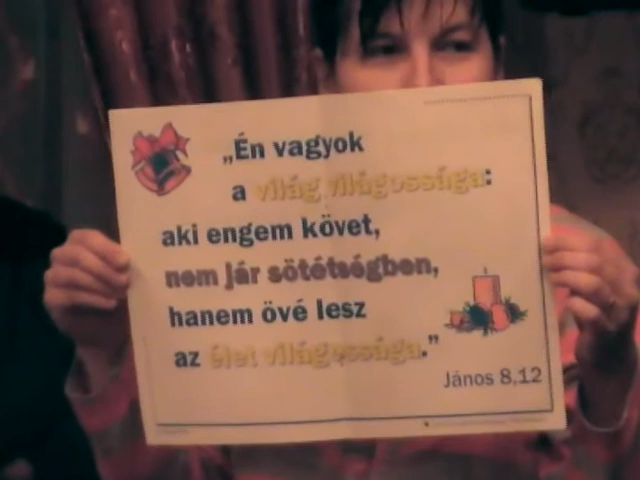 „Én vagyok
a világ világossága:
aki engem követ,
nem jár sötétségben,
hanem övé lesz
az élet világossága."
János 8,12